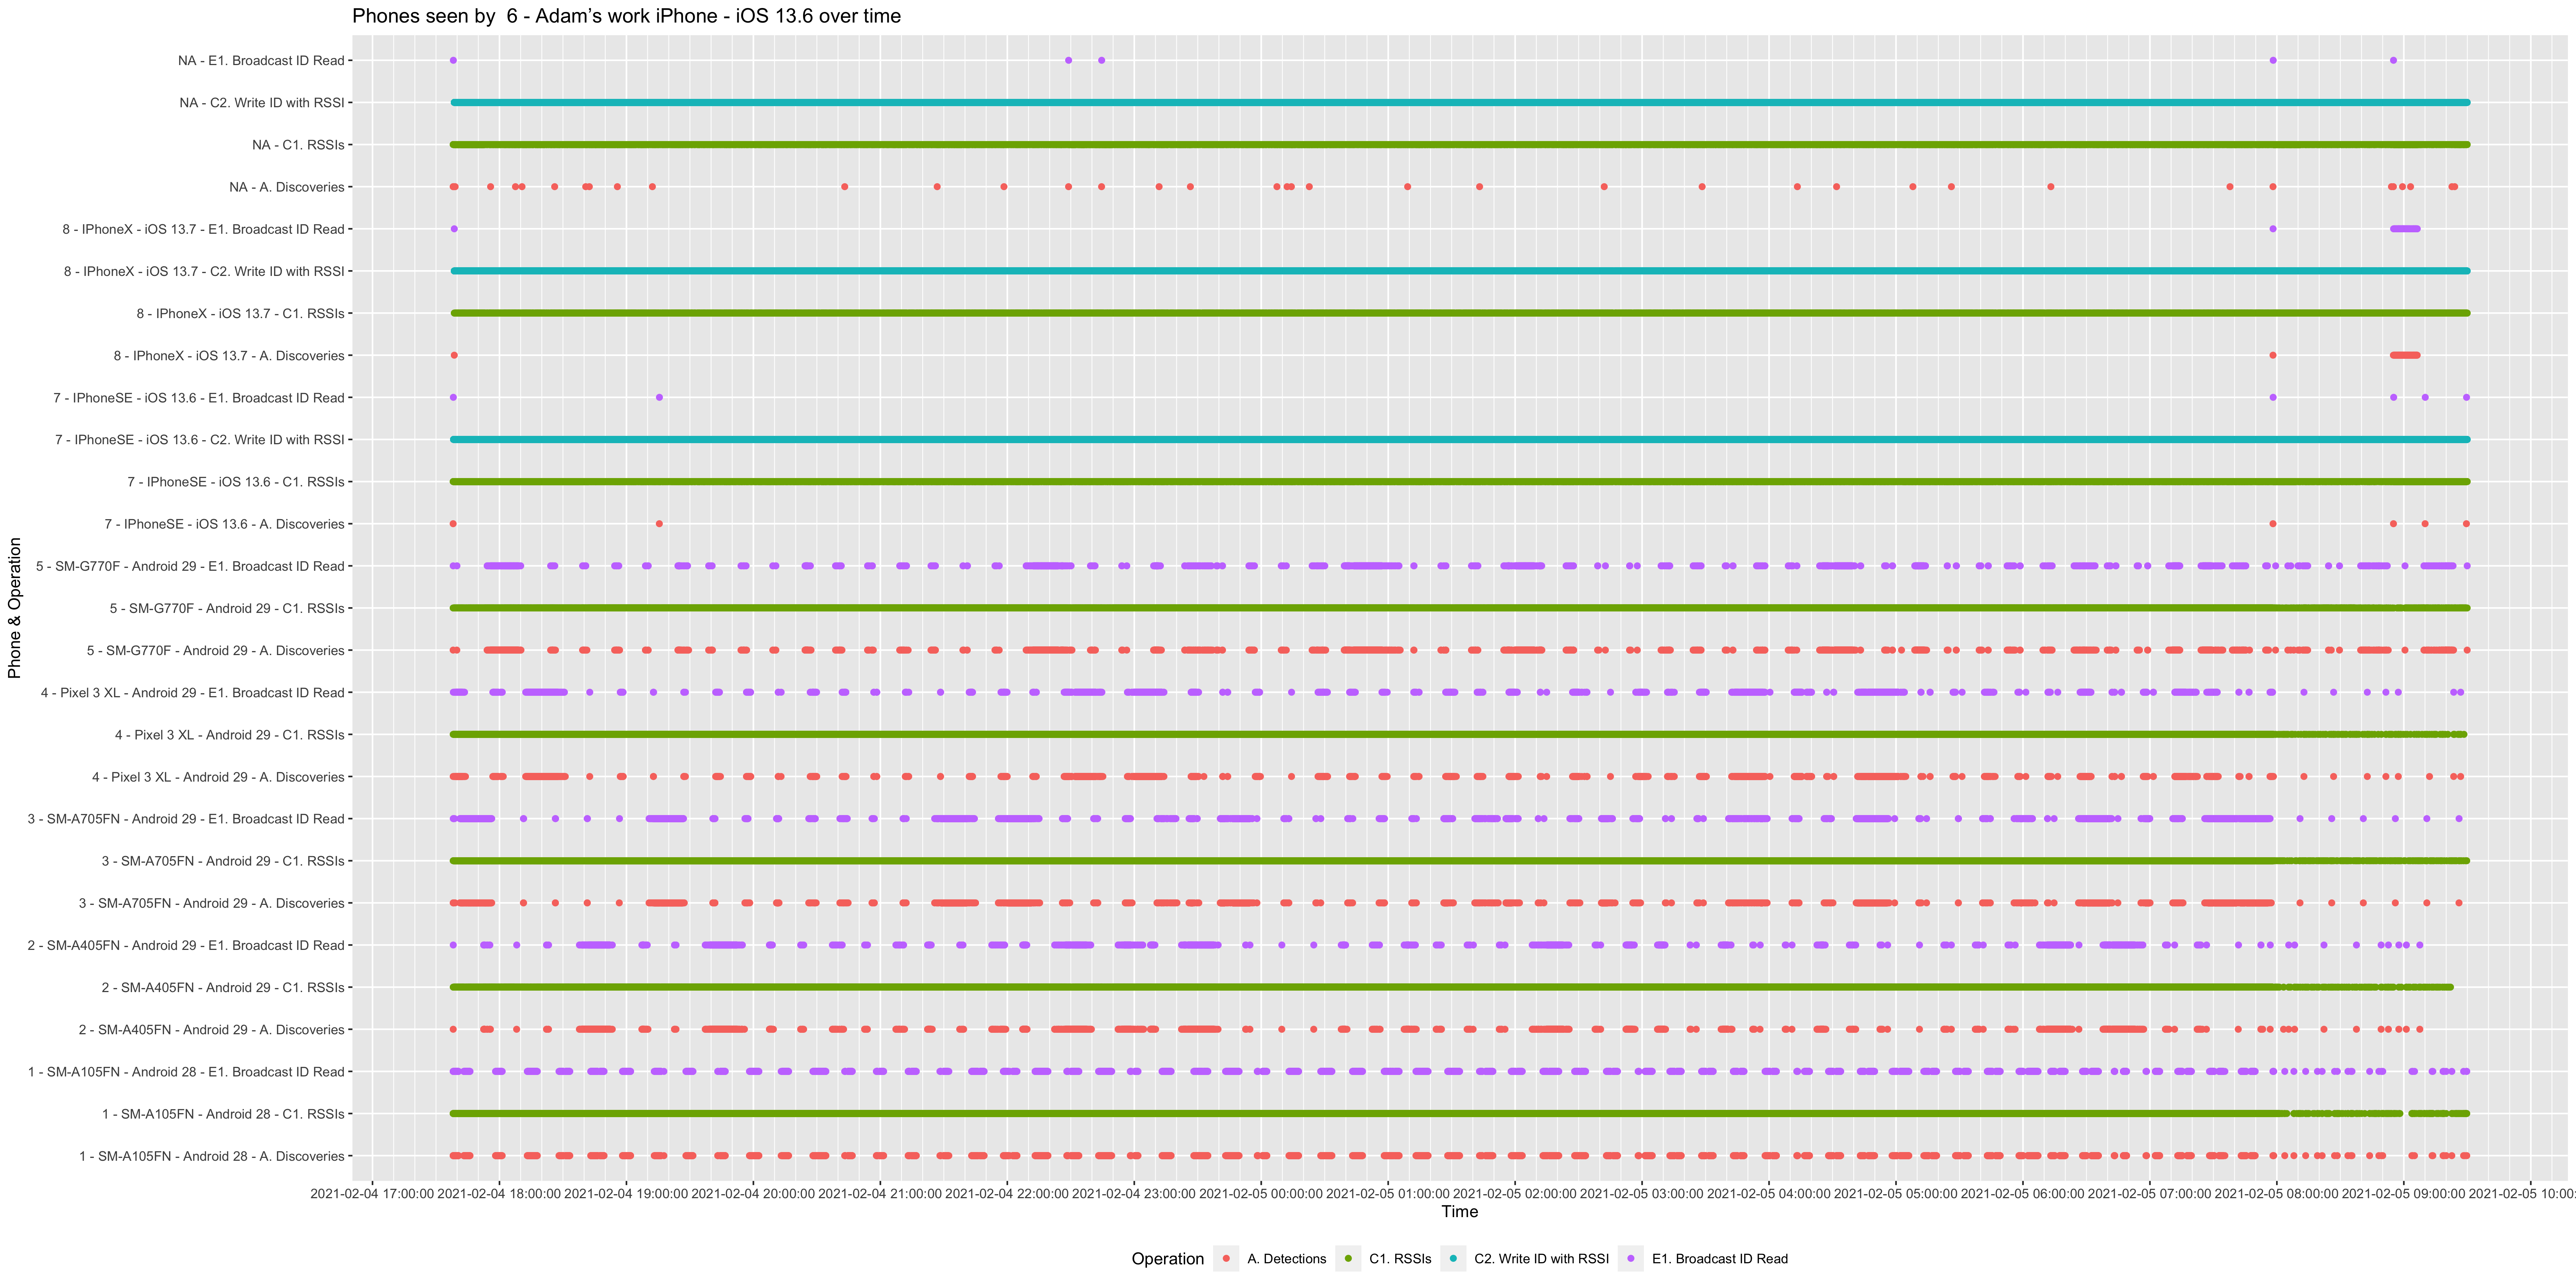 Phones seen by  6 - Adam’s work iPhone - iOS 13.6 over time
Phone & Operation
NA - E1. Broadcast ID Read
NA - C2. Write ID with RSSI
NA - C1. RSSIs
NA - A. Discoveries
8 - IPhoneX - iOS 13.7 - E1. Broadcast ID Read
8 - IPhoneX - iOS 13.7 - C2. Write ID with RSSI
8 - IPhoneX - iOS 13.7 - C1. RSSIs
8 - IPhoneX - iOS 13.7 - A. Discoveries
7 - IPhoneSE - iOS 13.6 - E1. Broadcast ID Read
7 - IPhoneSE - iOS 13.6 - C2. Write ID with RSSI
7 - IPhoneSE - iOS 13.6 - C1. RSSIs
7 - IPhoneSE - iOS 13.6 - A. Discoveries
5 - SM-G770F - Android 29 - E1. Broadcast ID Read
5 - SM-G770F - Android 29 - C1. RSSIs
5 - SM-G770F - Android 29 - A. Discoveries
4 - Pixel 3 XL - Android 29 - E1. Broadcast ID Read
4 - Pixel 3 XL - Android 29 - C1. RSSIs
4 - Pixel 3 XL - Android 29 - A. Discoveries
3 - SM-A705FN - Android 29 - E1. Broadcast ID Read
3 - SM-A705FN - Android 29 - C1. RSSIs
3 - SM-A705FN - Android 29 - A. Discoveries
2 - SM-A405FN - Android 29 - E1. Broadcast ID Read
2 - SM-A405FN - Android 29 - C1. RSSIs
2 - SM-A405FN - Android 29 - A. Discoveries
1 - SM-A105FN - Android 28 - E1. Broadcast ID Read
1 - SM-A105FN - Android 28 - C1. RSSIs
1 - SM-A105FN - Android 28 - A. Discoveries
2021-02-04 17:00:00 2021-02-04 18:00:00 2021-02-04 19:00:00 2021-02-04 20:00:00 2021-02-04 21:00:00 2021-02-04 22:00:00 2021-02-04 23:00:00 2021-02-05 00:00:00 2021-02-05 01:00:00 2021-02-05 02:00:00 2021-02-05 03:00:00 2021-02-05 04:00:00 2021-02-05 05:00:00 2021-02-05 06:00:00 2021-02-05 07:00:00 2021-02-05 08:00:00 2021-02-05 09:00:00 2021-02-05 10:00:
Time
Operation A. Detections C1. RSSIs C2. Write ID with RSSI E1. Broadcast ID Read